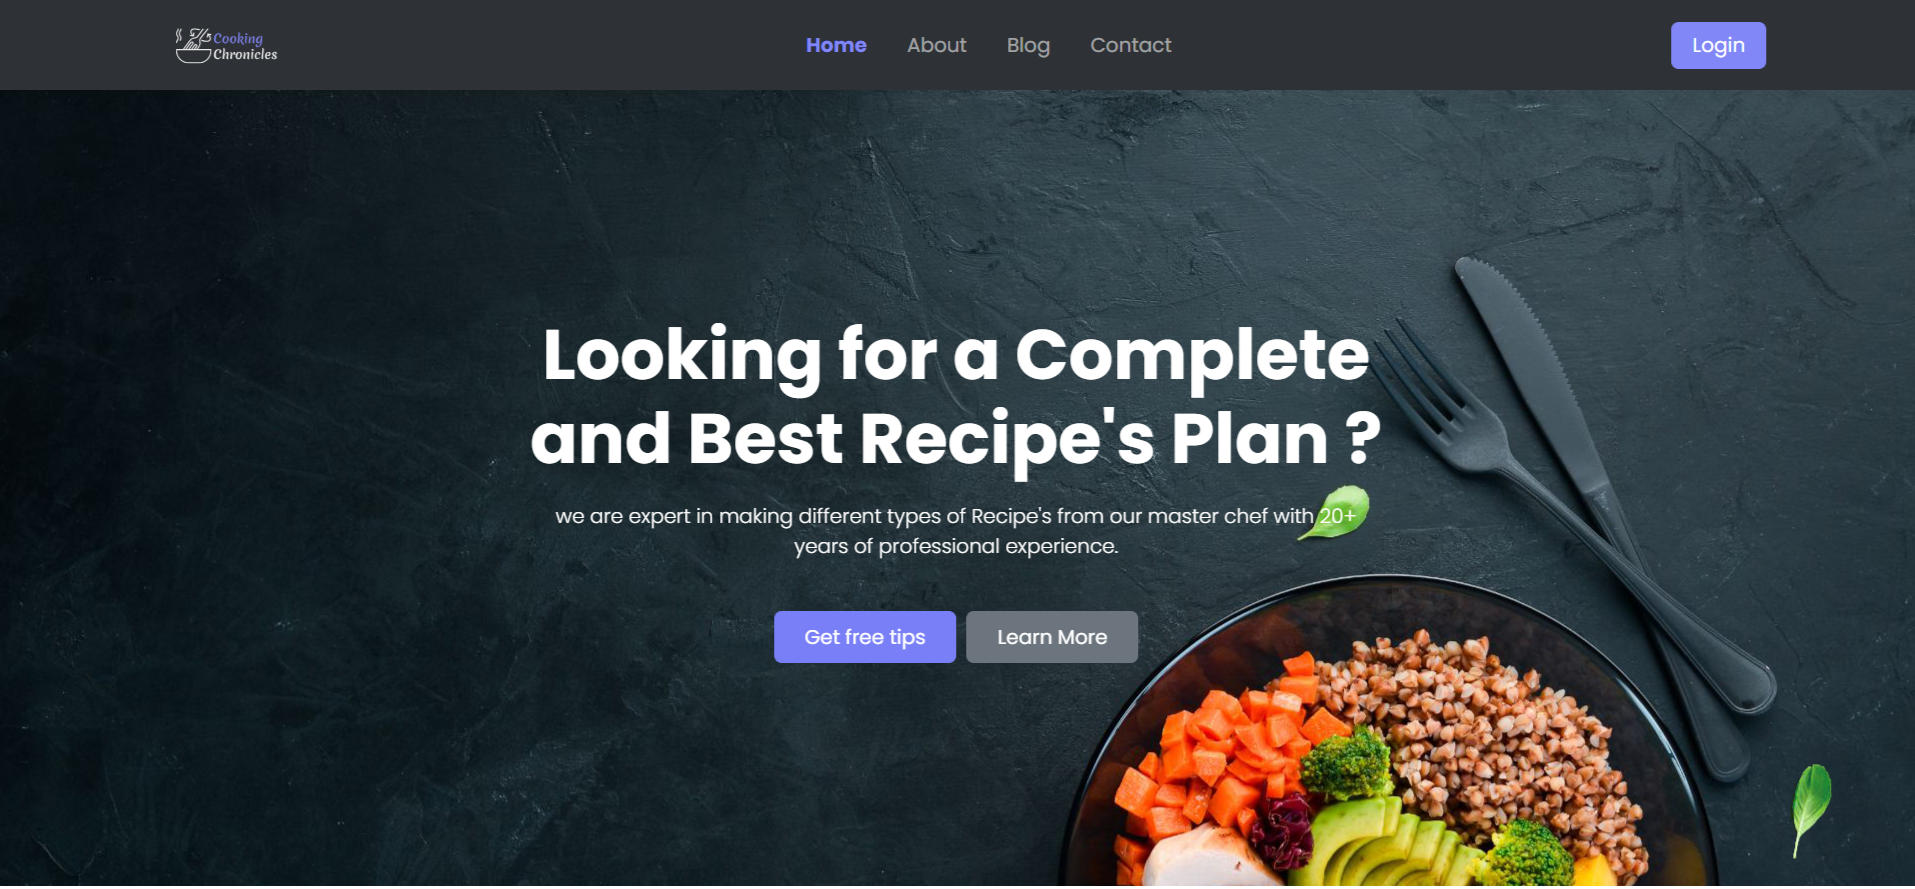 Cooking
Chronicles
Home
About
Blog
Contact
Login
Looking for a Complete
and Best Recipe's Plan ?
we are expert in making different types of Recipe's from our master chef with 20+
years of professional experience.
Get free tips
Learn More